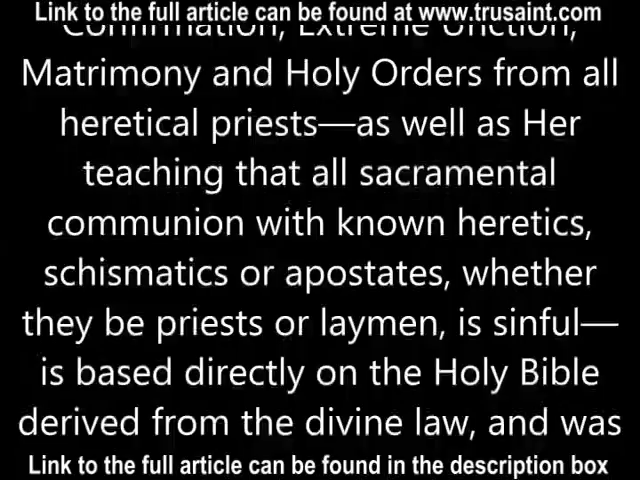 Link to the full article can be found at www.trusaint.com
Confirmation, Extreme Unction,
Matrimony and Holy Orders from all
heretical priests—as well as Her
teaching that all sacramental
communion with known heretics,
schismatics or apostates, whether
they be priests or laymen, is sinful—
is based directly on the Holy Bible
derived from the divine law, and was
Link to the full article can be found in the description box